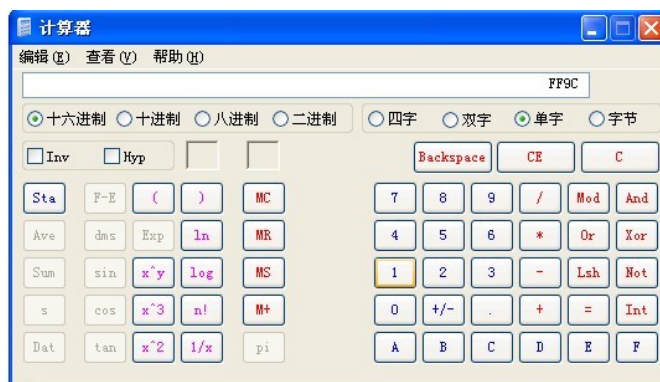 计算器
编辑(E) 查看(V) 帮助(H)
FF9C
十六进制 十进制 八进制 二进制 四字 双字 单字 字节
Inv Hyp Backspace CE C
Sta F-E ( ) MC 7 8 9 / Mod And
Ave dms Exp ln MR 4 5 6 * Or Xor
Sum sin x^y log MS 1 2 3 - Lsh Not
s cos x^3 n! M+ 0 +/- . + = Int
Dat tan x^2 1/x pi A B C D E F